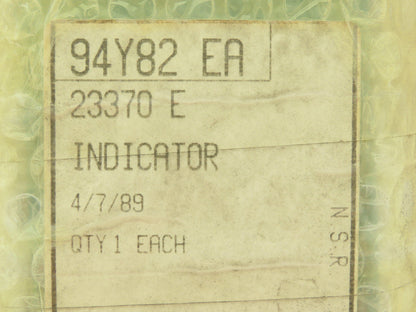 94Y82 EA
23370 E
INDICATOR
4/7/89
QTY 1 EACH
N.S.R